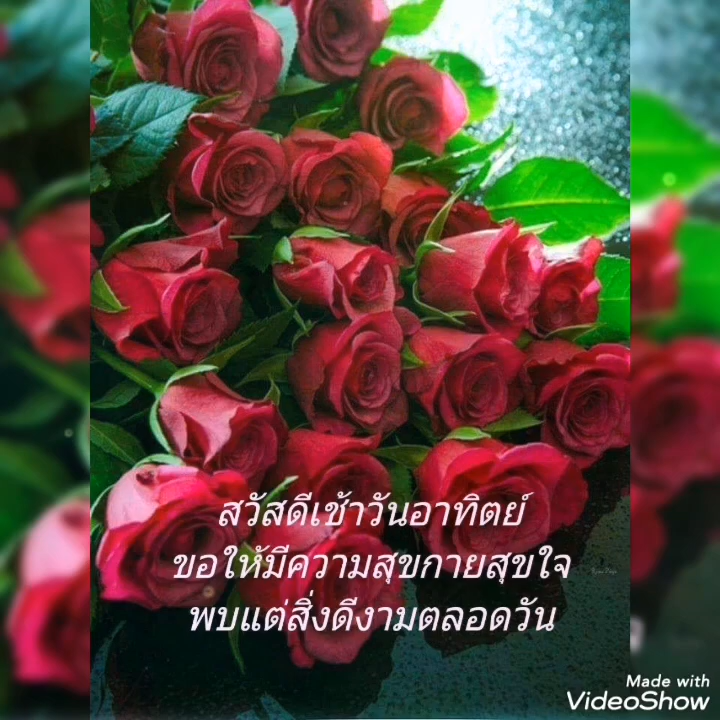 สวัสดีเช้าวันอาทิตย์
ขอให้มีความสุขกายสุขใจ
พบแต่สิ่งดีงามตลอดวัน
Made with
VideoShow